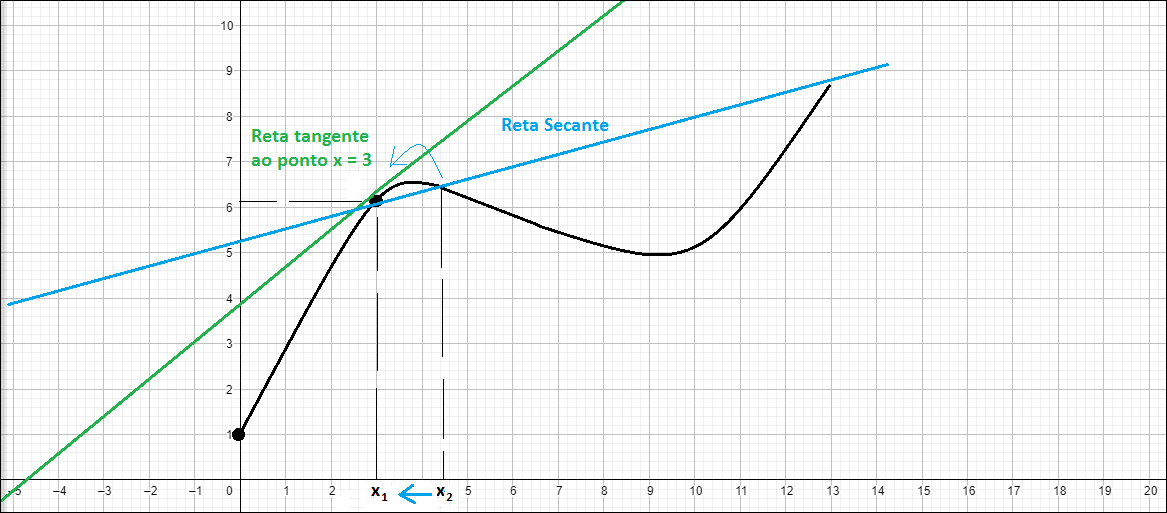 10
9
8
7
6
5
4
3
2
1
Reta tangente
ao ponto x = 3
Reta Secante
–5 –4 –3 –2 –1 0 1 2 x₁ x₂ 5 6 7 8 9 10 11 12 13 14 15 16 17 18 19 20